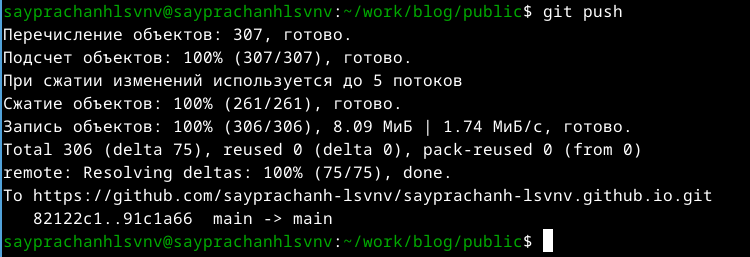 sayprachanhlsvnv@sayprachanhlsvnv:~/work/blog/public$ git push
Перечисление объектов: 307, готово.
Подсчет объектов: 100% (307/307), готово.
При сжатии изменений используется до 5 потоков
Сжатие объектов: 100% (261/261), готово.
Запись объектов: 100% (306/306), 8.09 МиБ | 1.74 МиБ/с, готово.
Total 306 (delta 75), reused 0 (delta 0), pack-reused 0 (from 0)
remote: Resolving deltas: 100% (75/75), done.
To https://github.com/sayprachanh-lsvnv/sayprachanh-lsvnv.github.io.git
   82122c1..91c1a66  main -> main
sayprachanhlsvnv@sayprachanhlsvnv:~/work/blog/public$